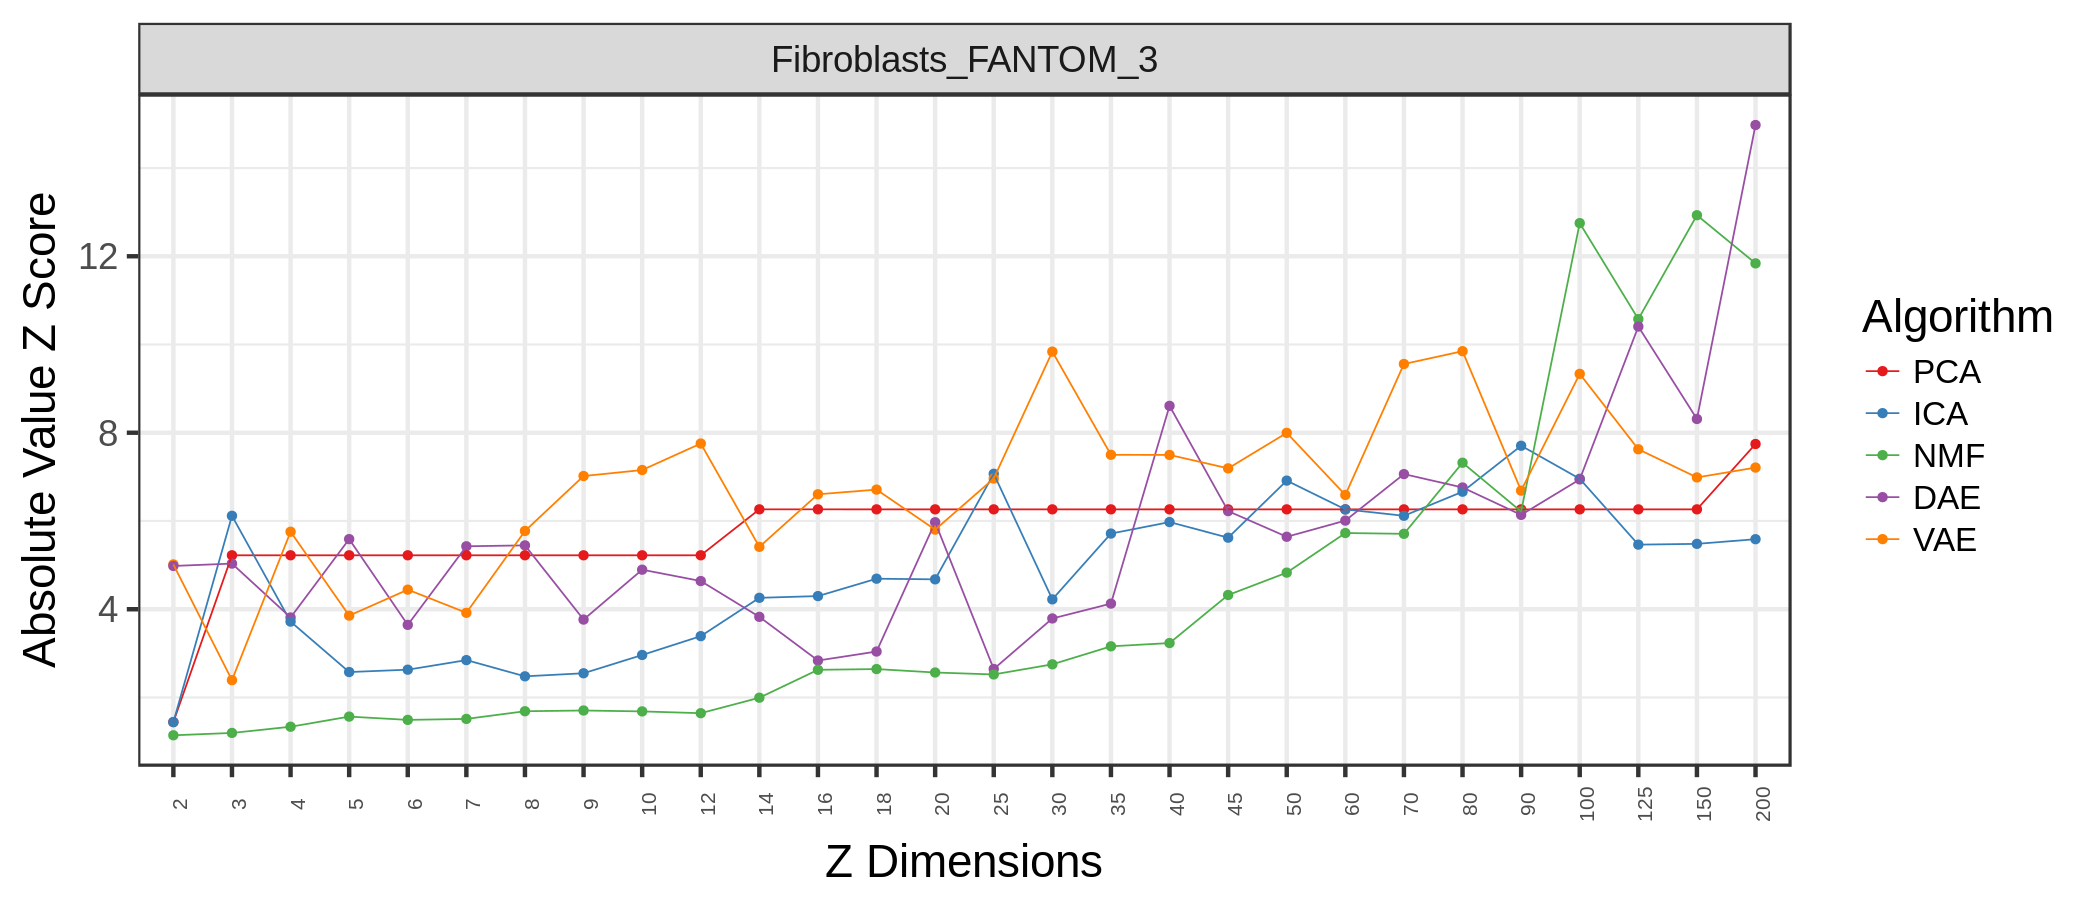 Fibroblasts_FANTOM_3
Absolute Value Z Score
12
8
4
2 3 4 5 6 7 8 9 10 12 14 16 18 20 25 30 35 40 45 50 60 70 80 90 100 125 150 200
Z Dimensions
Algorithm
PCA
ICA
NMF
DAE
VAE